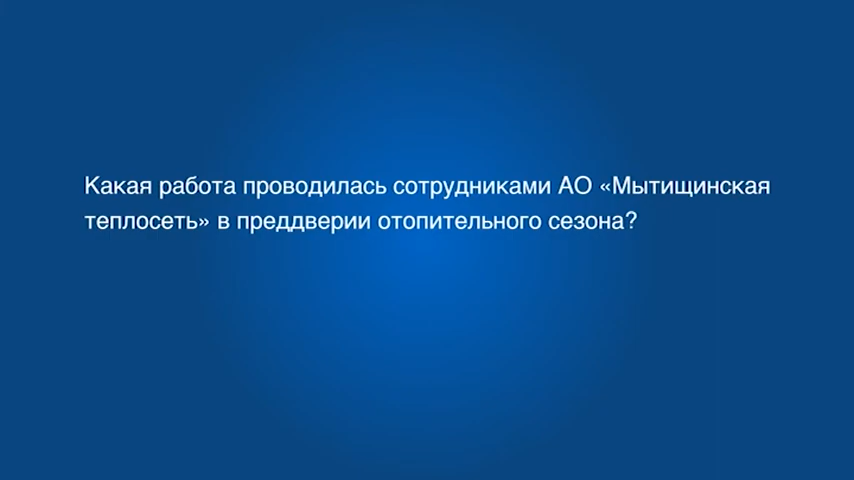 Какая работа проводилась сотрудниками АО «Мытищинская
теплосеть» в преддверии отопительного сезона?